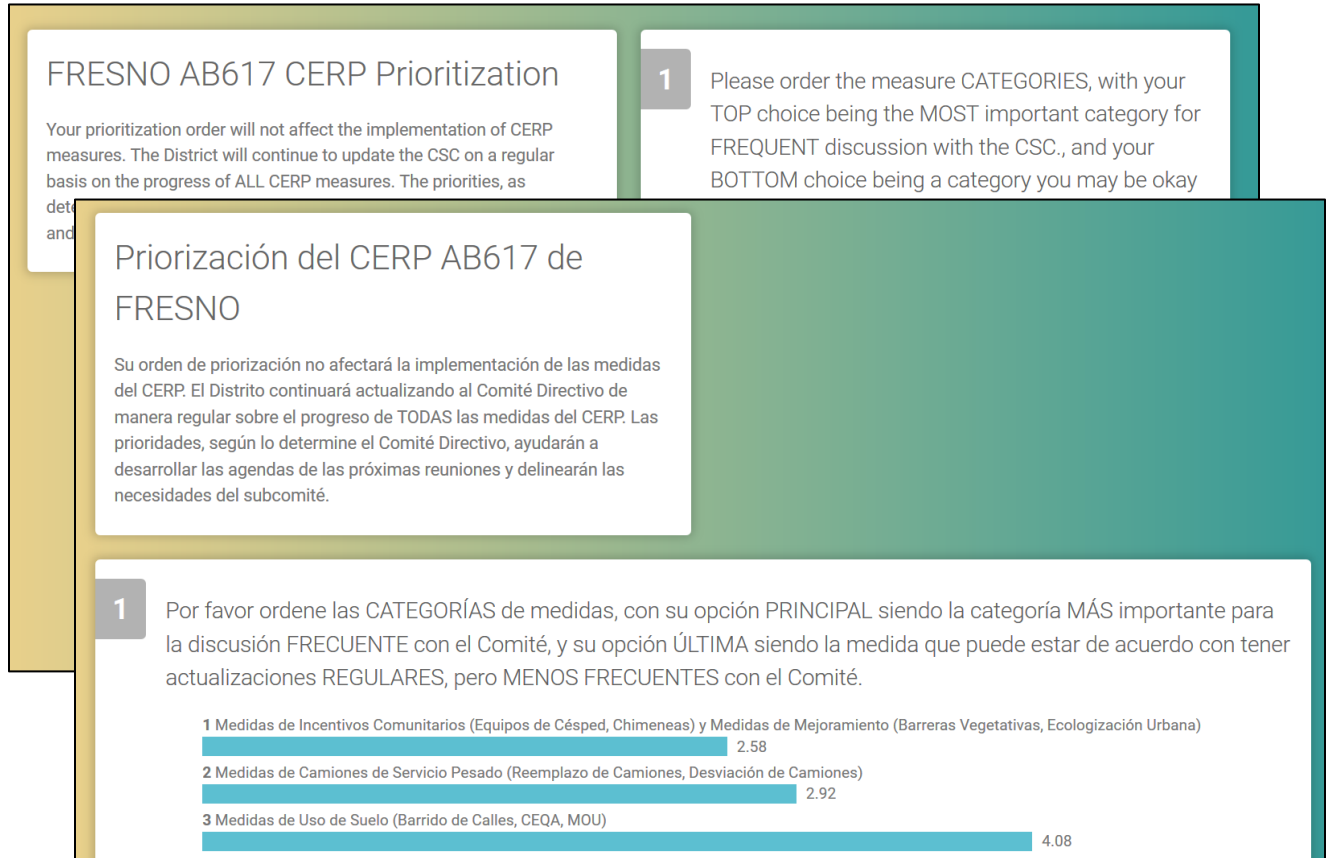 FRESNO AB617 CERP Prioritization
Your prioritization order will not affect the implementation of CERP
measures. The District will continue to update the CSC on a regular
basis on the progress of ALL CERP measures. The priorities, as
and
1
Please order the measure CATEGORIES, with your
TOP choice being the MOST important category for
FREQUENT discussion with the CSC., and your
BOTTOM choice being a category you may be okay
Priorización del CERP AB617 de
FRESNO
Su orden de priorización no afectará la implementación de las medidas
del CERP. El Distrito continuará actualizando al Comité Directivo de
manera regular sobre el progreso de TODAS las medidas del CERP. Las
prioridades, según lo determine el Comité Directivo, ayudarán a
desarrollar las agendas de las próximas reuniones y delinearán las
necesidades del subcomité.
1
Por favor ordene las CATEGORÍAS de medidas, con su opción PRINCIPAL siendo la categoría MÁS importante para
la discusión FRECUENTE con el Comité, y su opción ÚLTIMA siendo la medida que puede estar de acuerdo con tener
actualizaciones REGULARES, pero MENOS FRECUENTES con el Comité.
1 Medidas de Incentivos Comunitarios (Equipos de Césped, Chimeneas) y Medidas de Mejoramiento (Barreras Vegetativas, Ecologización Urbana)
2.58
2 Medidas de Camiones de Servicio Pesado (Reemplazo de Camiones, Desviación de Camiones)
2.92
3 Medidas de Uso de Suelo (Barrido de Calles, CEQA, MOU)
4.08